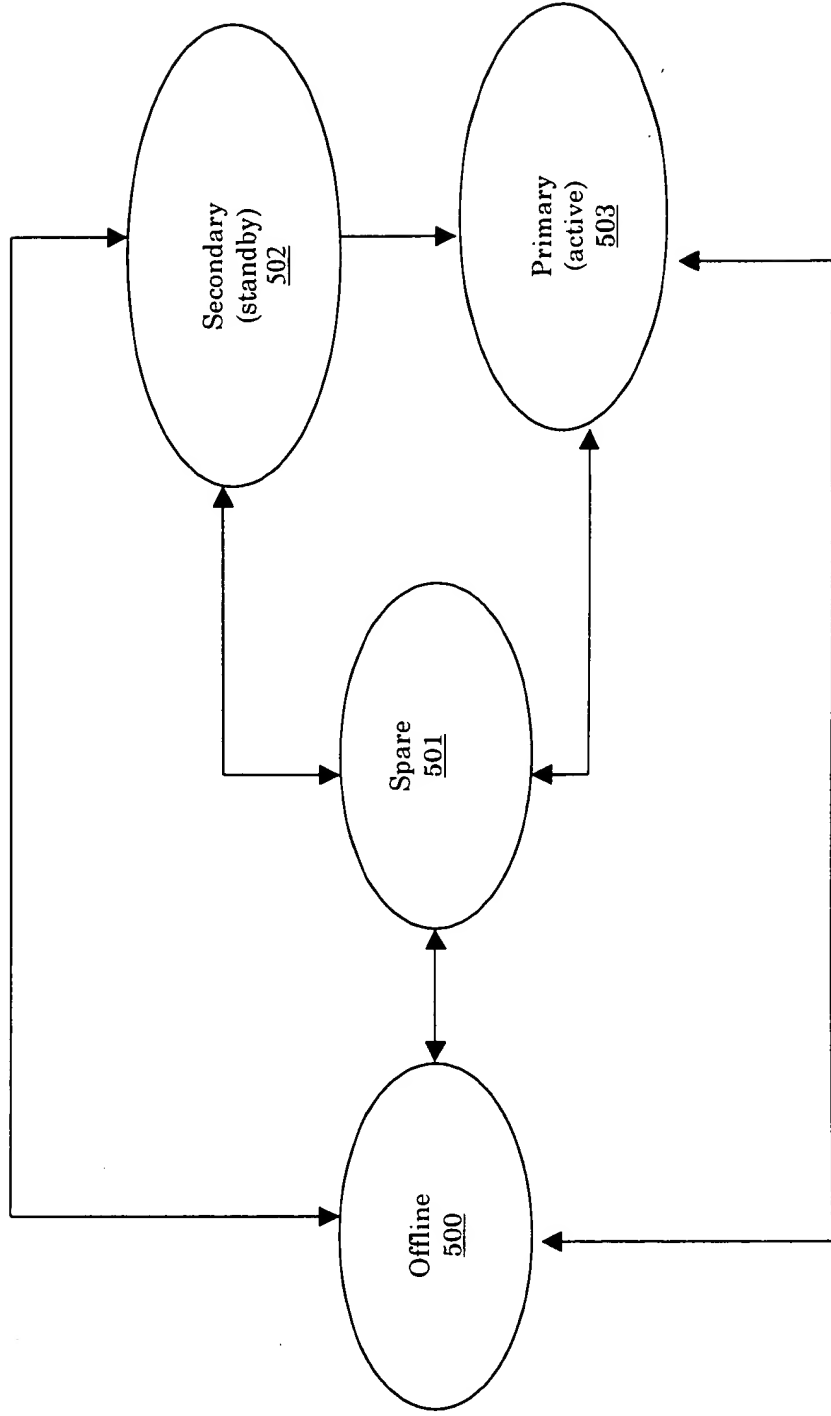 Offline
500
Spare
501
Secondary
(standby)
502
Primary
(active)
503